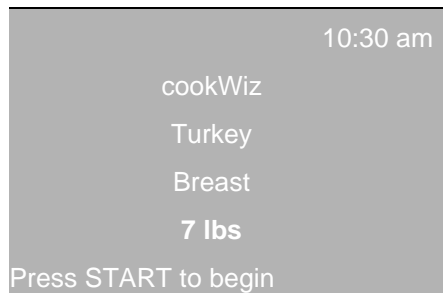 10:30 am
cookWiz
Turkey
Breast
7 lbs
Press START to begin